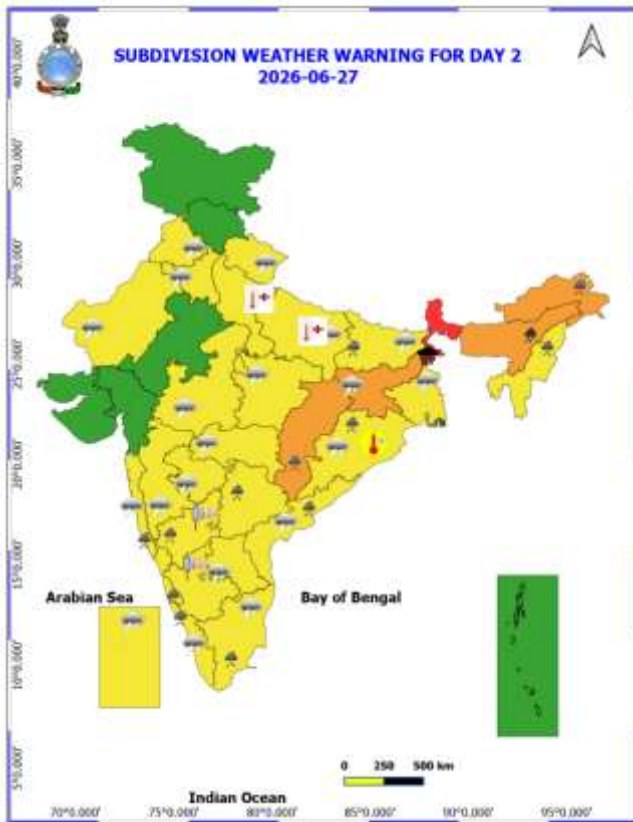 SUBDIVISION WEATHER WARNING FOR DAY 2
2026-06-27
40°0.000'
35°0.000'
30°0.000'
25°0.000'
20°0.000'
15°0.000'
10°0.000'
5°0.000'
Arabian Sea
Bay of Bengal
0 250 500 km
Indian Ocean
70°0.000' 75°0.000' 80°0.000' 85°0.000' 90°0.000' 95°0.000'